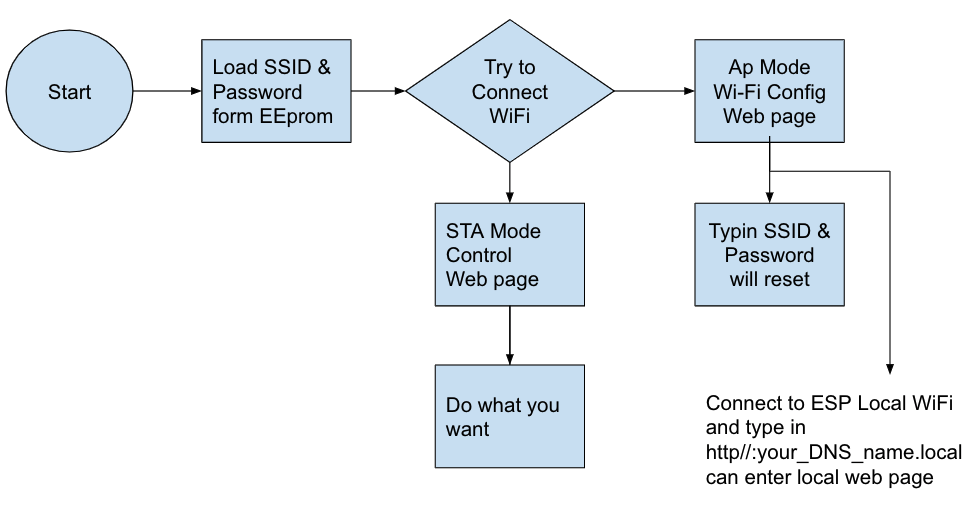 Start
Load SSID &
Password
form EEprom
Try to
Connect
WiFi
Ap Mode
Wi-Fi Config
Web page
STA Mode
Control
Web page
Typin SSID &
Password
will reset
Do what you
want
Connect to ESP Local WiFi
and type in
http//:your_DNS_name.local
can enter local web page